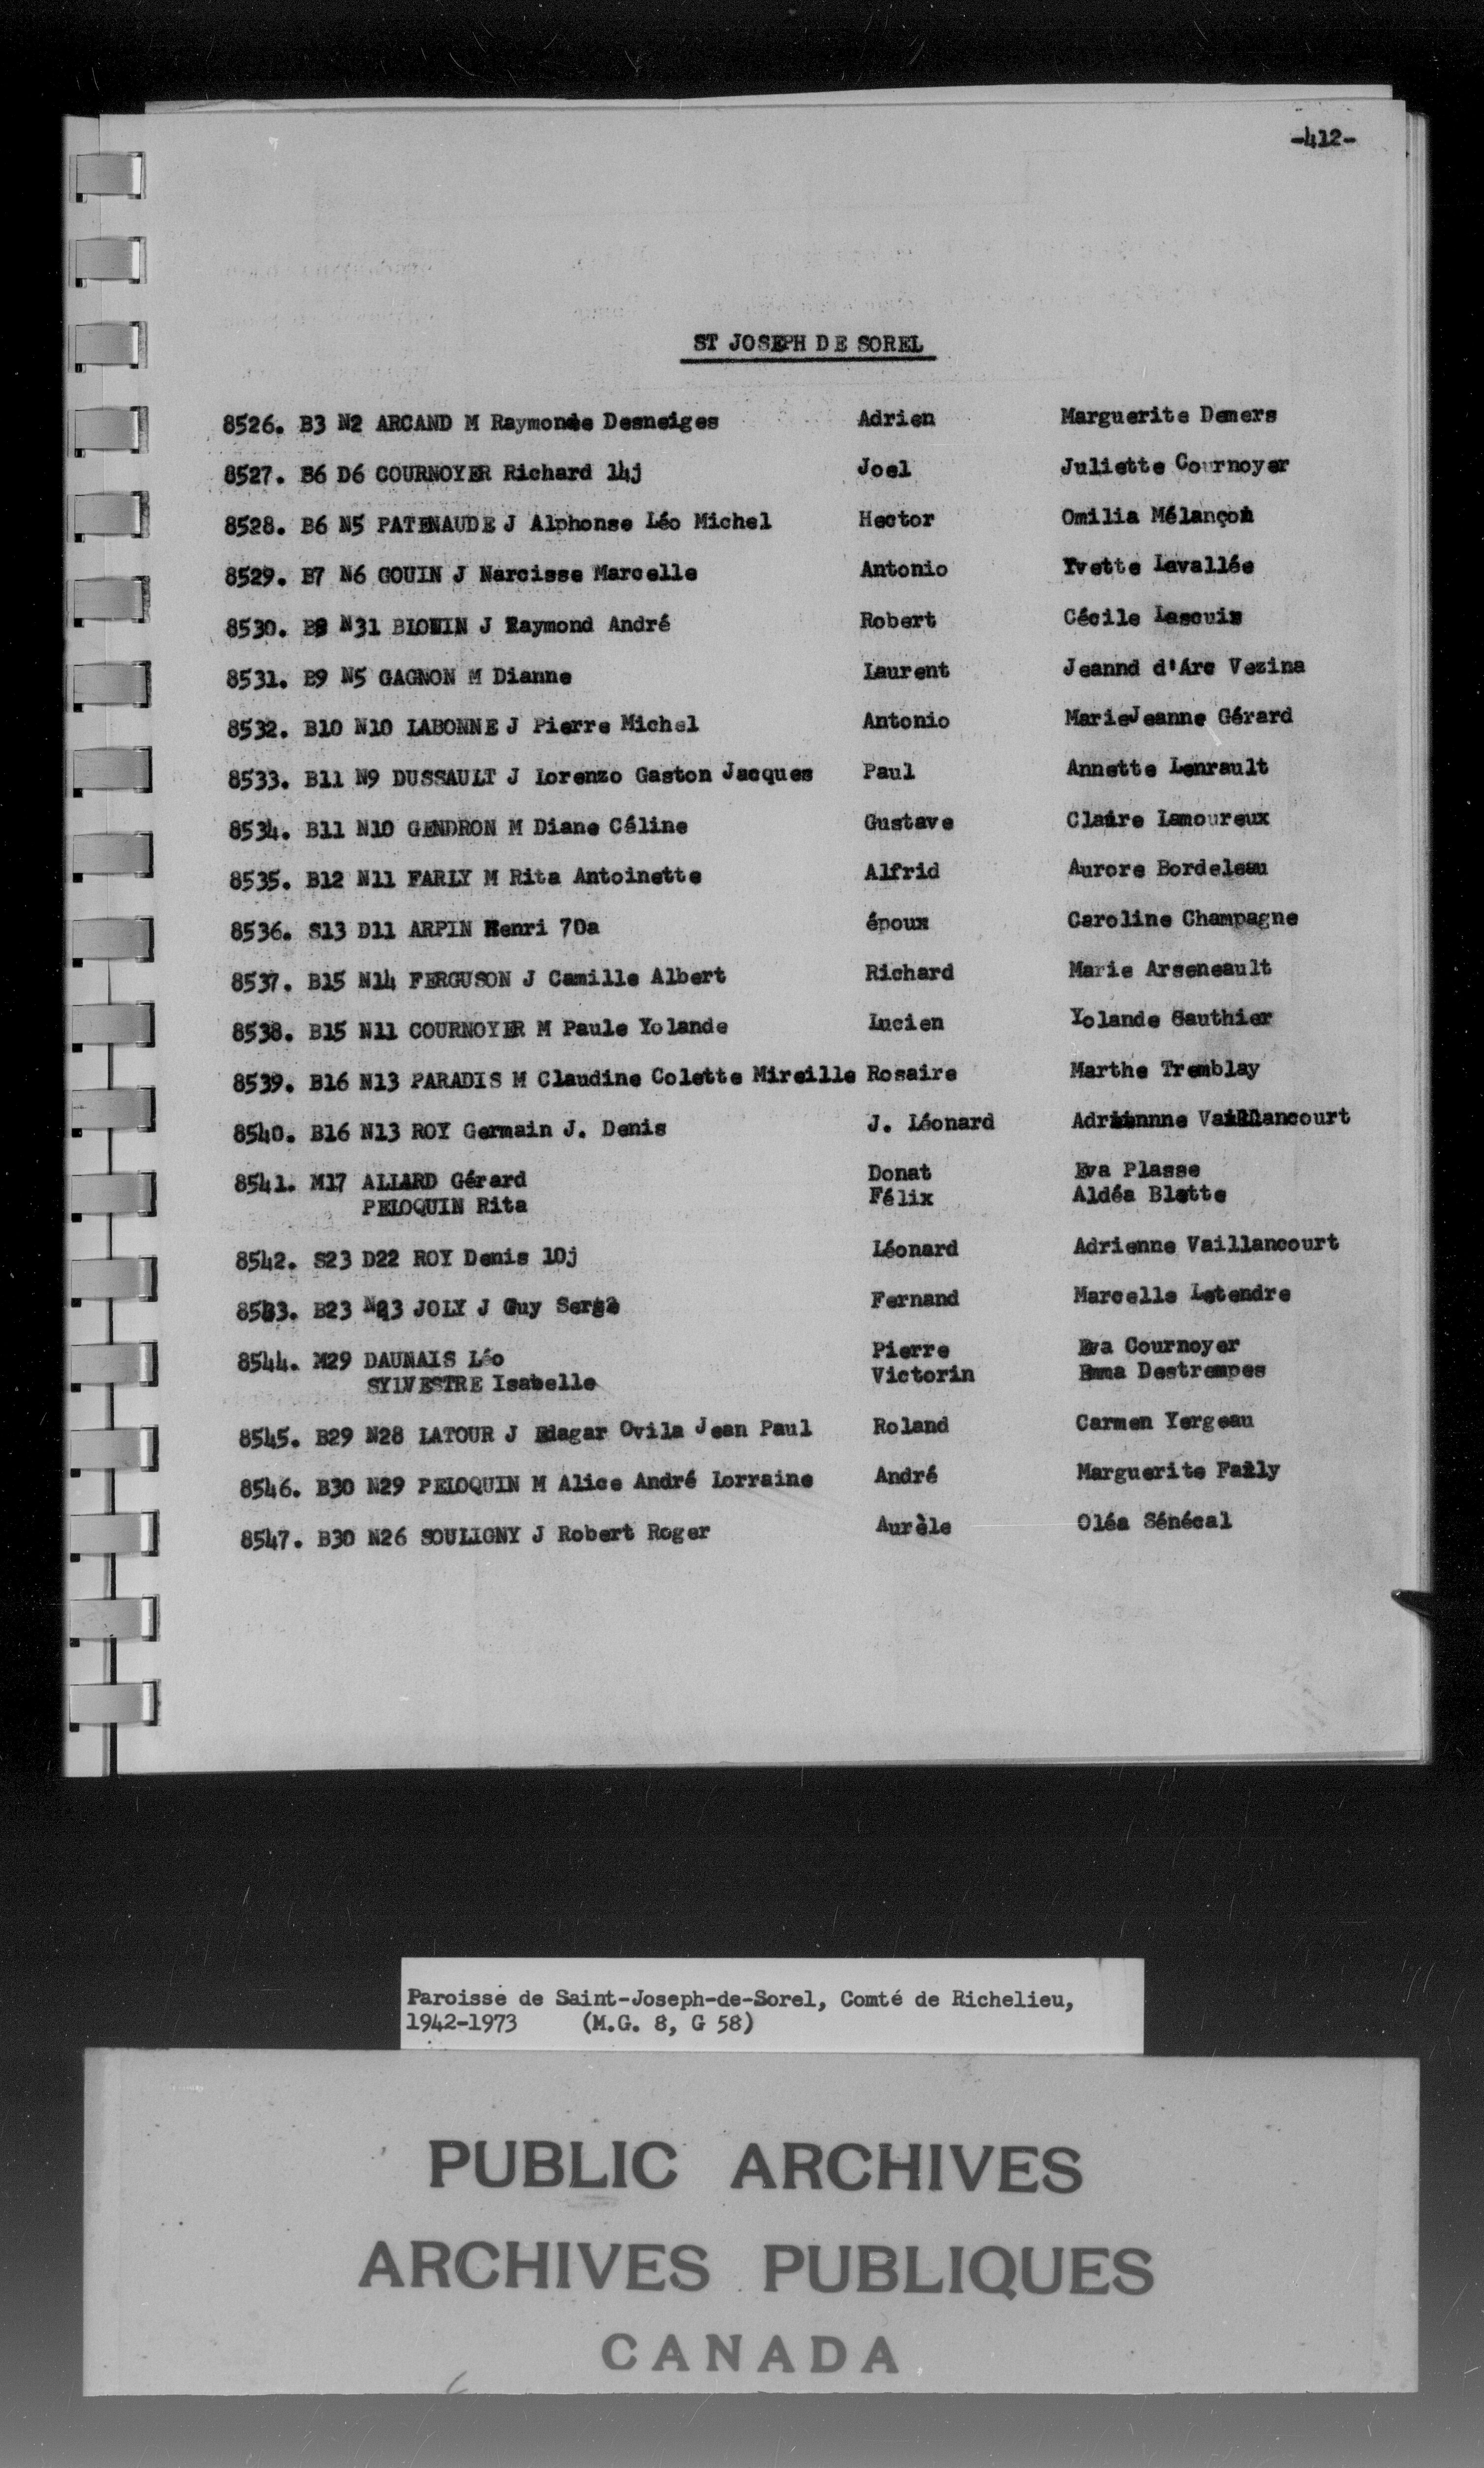 -412-
ST JOSEPH DE SOREL
8526. B3 N2 ARCAND M Raymonde Desneiges Adrien Marguerite Demers
8527. B6 D6 COURNOYER Richard 14j Joel Juliette Cournoyer
8528. B6 N5 PATENAUDE J Alphonse Léo Michel Hector Omilia Mélançon
8529. B7 N6 GOUIN J Narcisse Marcelle Antonio Yvette Lavallée
8530. N31 BLOUIN J Raymond André Robert Cécile
8531. B9 N5 GAGNON M Dianne Laurent Jeannd d'Arc Vezina
8532. B10 N10 LABONNE J Pierre Michel Antonio MarieJeanne Gérard
8533. B11 N9 DUSSAULT J Lorenzo Gaston Jacques Paul Annette Lenrault
8534. B11 N10 GENDRON M Diane Céline Gustave Claire Lamoureux
8535. B12 N11 FARLY M Rita Antoinette Alfrid Aurore Bordeleau
8536. S13 D11 ARPIN Henri 70a époux Caroline Champagne
8537. B15 N14 FERGUSON J Camille Albert Richard Marie Arseneault
8538. B15 N11 COURNOYER M Paule Yolande Lucien Yolande Gauthier
8539. B16 N13 PARADIS M Claudine Colette Mireille Rosaire Marthe Tremblay
8540. B16 N13 ROY Germain J. Denis J. Léonard Vaillancourt
8541. M17 ALLARD Gérard Donat Eva Plasse
PELOQUIN Rita Félix Aldéa Blette
8542. S23 D22 ROY Denis 10j Léonard Adrienne Vaillancourt
8543. B23 N23 JOLY J Guy Serge Fernand Marcelle Letendre
8544. M29 DAUNAIS Léo Pierre Eva Cournoyer
SYLVESTRE Isabelle Victorin Emma Destrempes
8545. B29 N28 LATOUR J Edagar Ovila Jean Paul Roland Carmen Yergeau
8546. B30 N29 PELOQUIN M Alice André Lorraine André Marguerite
8547. B30 N26 SOULIGNY J Robert Roger Aurèle Oléa Sénécal
Paroisse de Saint-Joseph-de-Sorel, Comté de Richelieu,
1942-1973 (M.G. 8, G 58)
PUBLIC ARCHIVES
ARCHIVES PUBLIQUES
CANADA